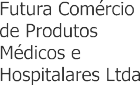 Futura Comércio
de Produtos
Médicos e
Hospitalares Ltda